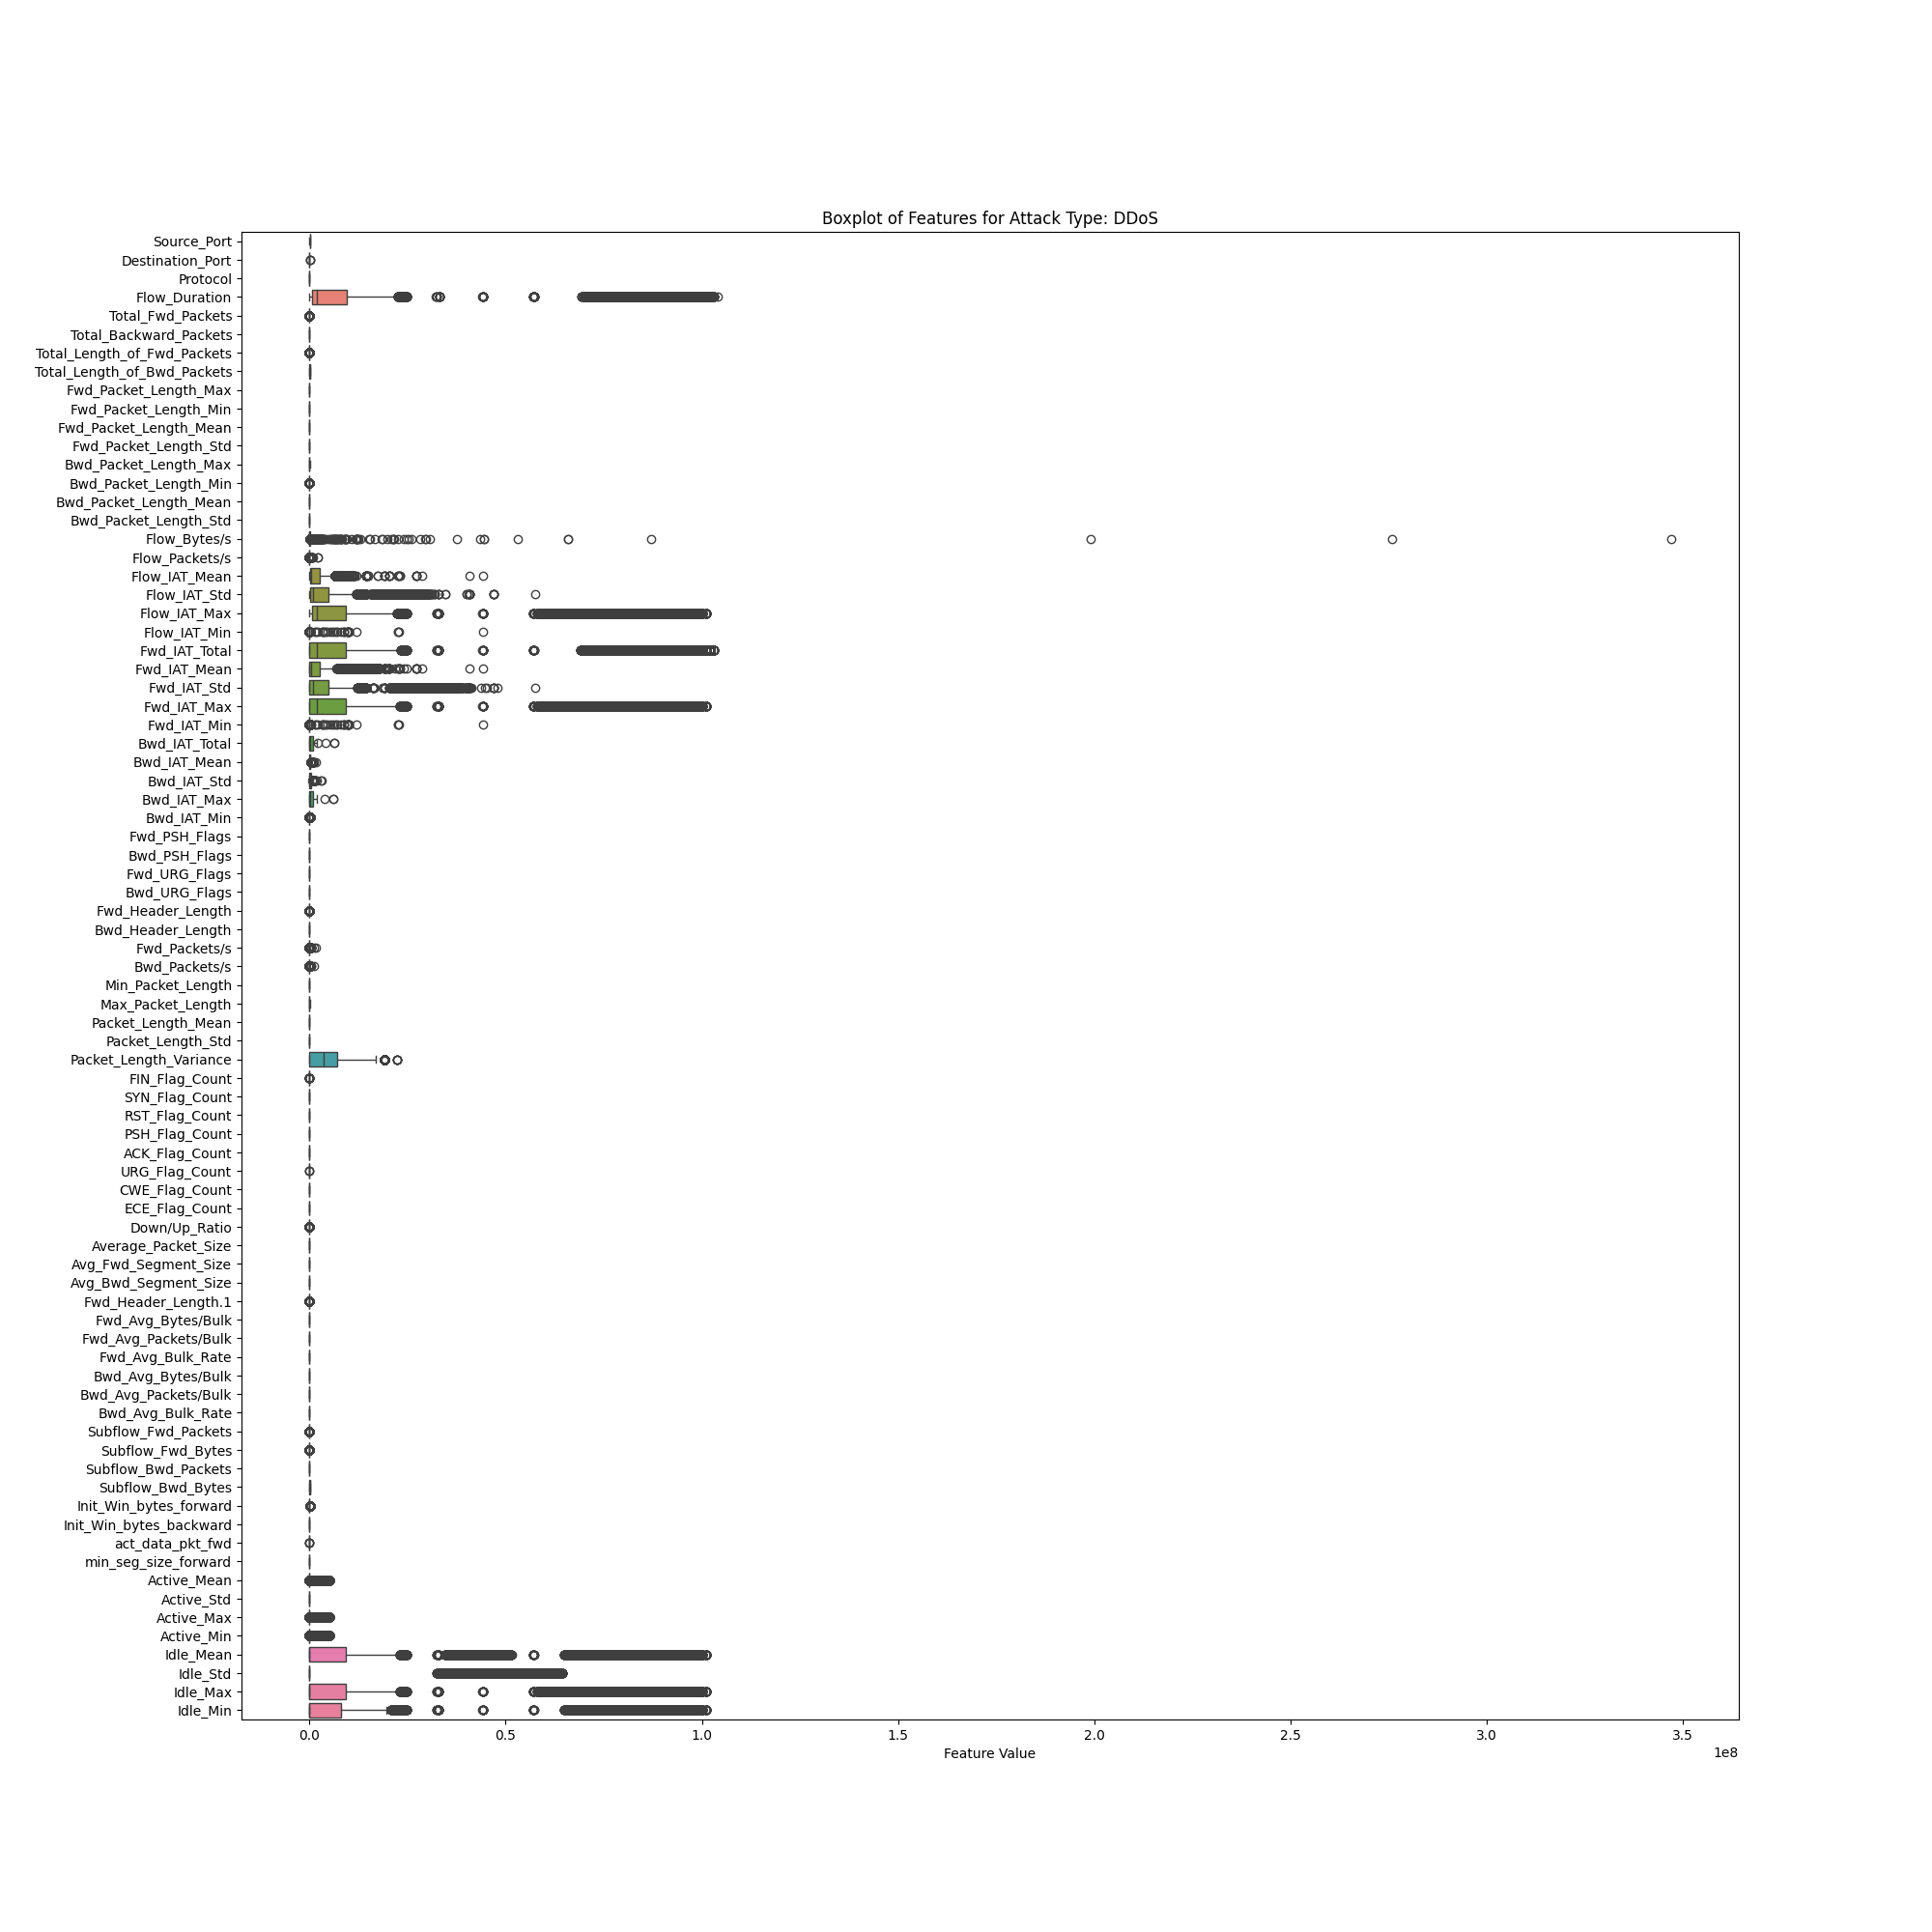 Boxplot of Features for Attack Type: DDoS
Source_Port
Destination_Port
Protocol
Flow_Duration
Total_Fwd_Packets
Total_Backward_Packets
Total_Length_of_Fwd_Packets
Total_Length_of_Bwd_Packets
Fwd_Packet_Length_Max
Fwd_Packet_Length_Min
Fwd_Packet_Length_Mean
Fwd_Packet_Length_Std
Bwd_Packet_Length_Max
Bwd_Packet_Length_Min
Bwd_Packet_Length_Mean
Bwd_Packet_Length_Std
Flow_Bytes/s
Flow_Packets/s
Flow_IAT_Mean
Flow_IAT_Std
Flow_IAT_Max
Flow_IAT_Min
Fwd_IAT_Total
Fwd_IAT_Mean
Fwd_IAT_Std
Fwd_IAT_Max
Fwd_IAT_Min
Bwd_IAT_Total
Bwd_IAT_Mean
Bwd_IAT_Std
Bwd_IAT_Max
Bwd_IAT_Min
Fwd_PSH_Flags
Bwd_PSH_Flags
Fwd_URG_Flags
Bwd_URG_Flags
Fwd_Header_Length
Bwd_Header_Length
Fwd_Packets/s
Bwd_Packets/s
Min_Packet_Length
Max_Packet_Length
Packet_Length_Mean
Packet_Length_Std
Packet_Length_Variance
FIN_Flag_Count
SYN_Flag_Count
RST_Flag_Count
PSH_Flag_Count
ACK_Flag_Count
URG_Flag_Count
CWE_Flag_Count
ECE_Flag_Count
Down/Up_Ratio
Average_Packet_Size
Avg_Fwd_Segment_Size
Avg_Bwd_Segment_Size
Fwd_Header_Length.1
Fwd_Avg_Bytes/Bulk
Fwd_Avg_Packets/Bulk
Fwd_Avg_Bulk_Rate
Bwd_Avg_Bytes/Bulk
Bwd_Avg_Packets/Bulk
Bwd_Avg_Bulk_Rate
Subflow_Fwd_Packets
Subflow_Fwd_Bytes
Subflow_Bwd_Packets
Subflow_Bwd_Bytes
Init_Win_bytes_forward
Init_Win_bytes_backward
act_data_pkt_fwd
min_seg_size_forward
Active_Mean
Active_Std
Active_Max
Active_Min
Idle_Mean
Idle_Std
Idle_Max
Idle_Min
0.0 0.5 1.0 1.5 2.0 2.5 3.0 3.5
Feature Value
1e8